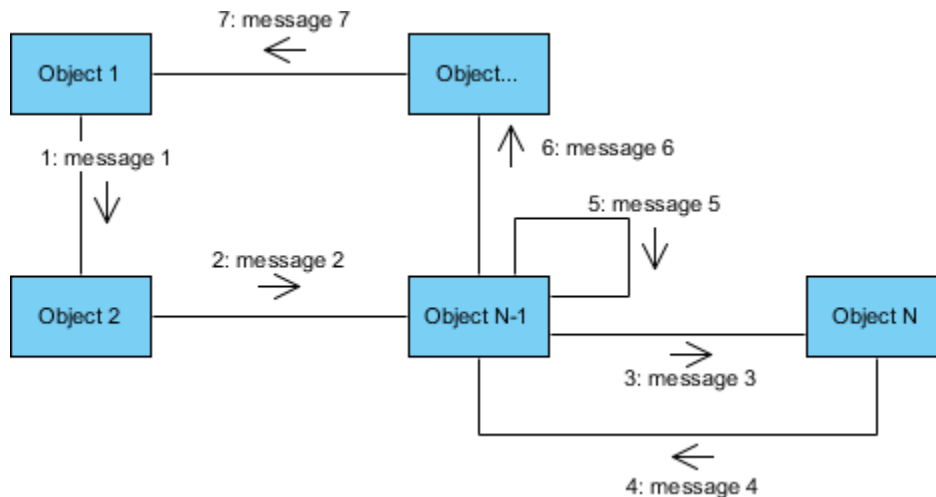 7: message 7
Object 1
Object...
1: message 1
6: message 6
5: message 5
2: message 2
Object 2
Object N-1
Object N
3: message 3
4: message 4